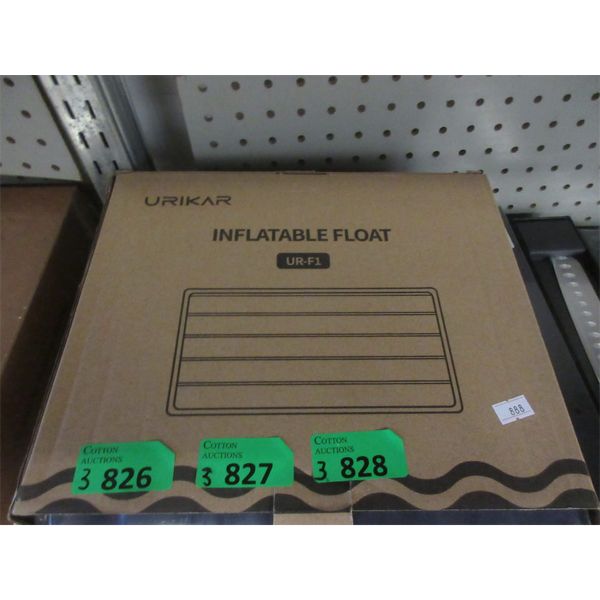 URIKAR
INFLATABLE FLOAT
UR-F1
888
COTTON
AUCTIONS
3 826
COTTON
AUCTIONS
3 827
COTTON
AUCTIONS
3 828